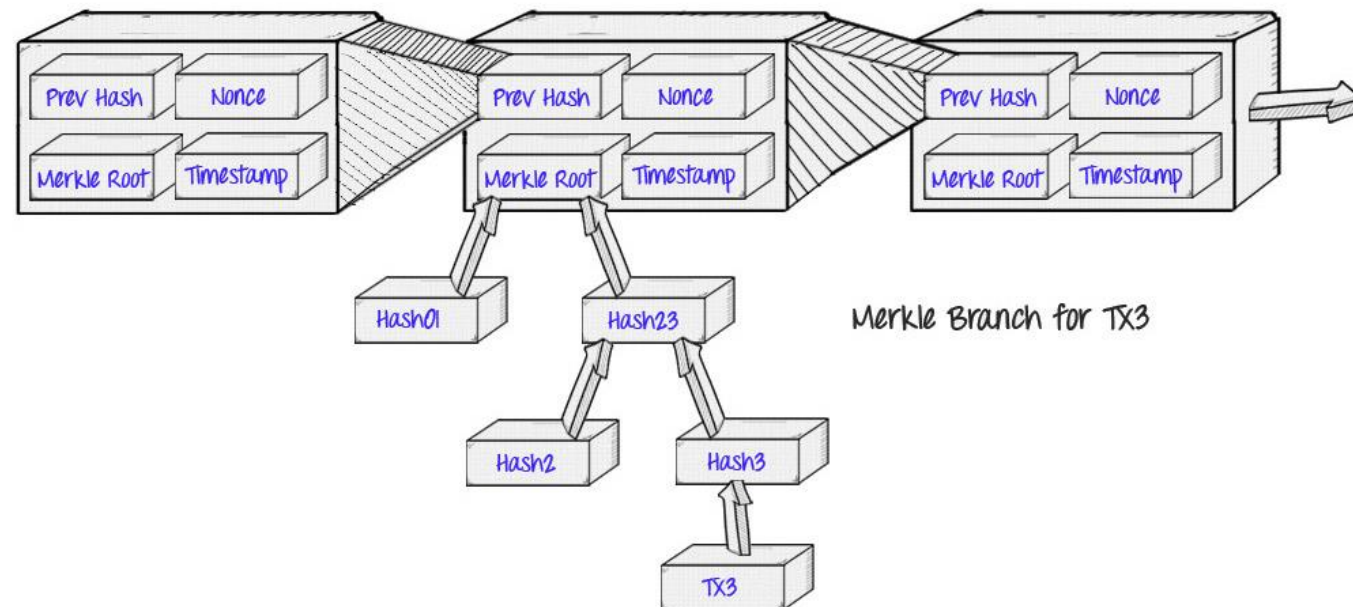 Prev Hash Nonce
Merkle Root Timestamp
Prev Hash Nonce
Merkle Root Timestamp
Prev Hash Nonce
Merkle Root Timestamp
Hash01
Hash23
Merkle Branch for TX3
Hash2
Hash3
TX3